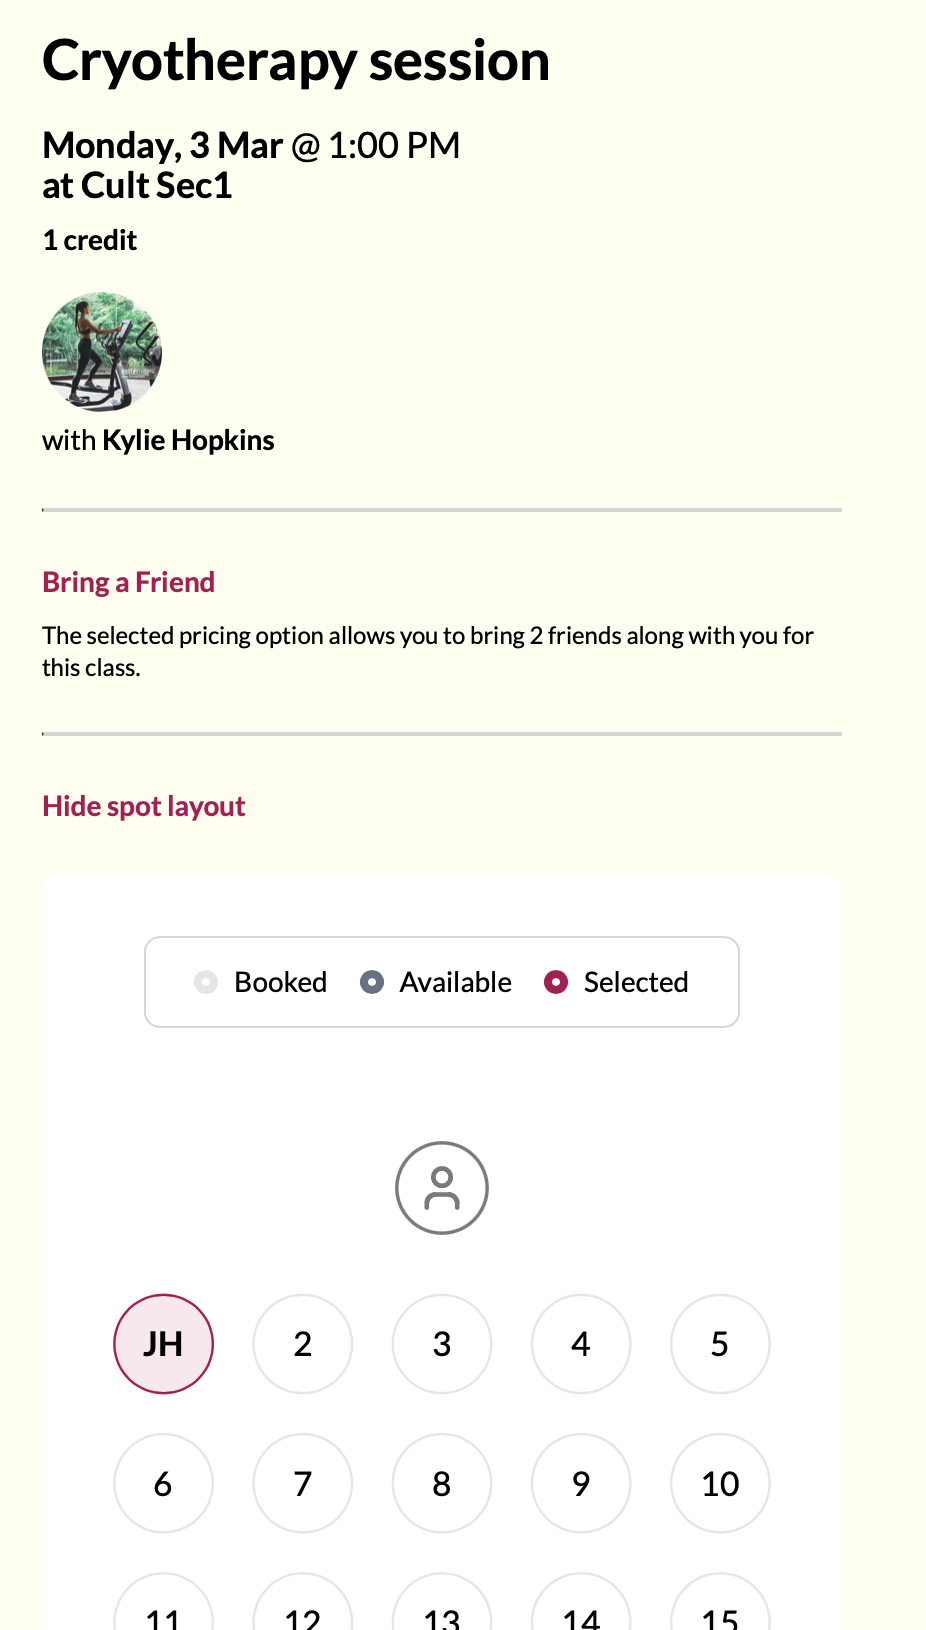 Cryotherapy session
Monday, 3 Mar @ 1:00 PM
at Cult Sec1
1 credit
with Kylie Hopkins
Bring a Friend
The selected pricing option allows you to bring 2 friends along with you for
this class.
Hide spot layout
Booked Available Selected
JH 2 3 4 5
6 7 8 9 10
11 12 13 14 15